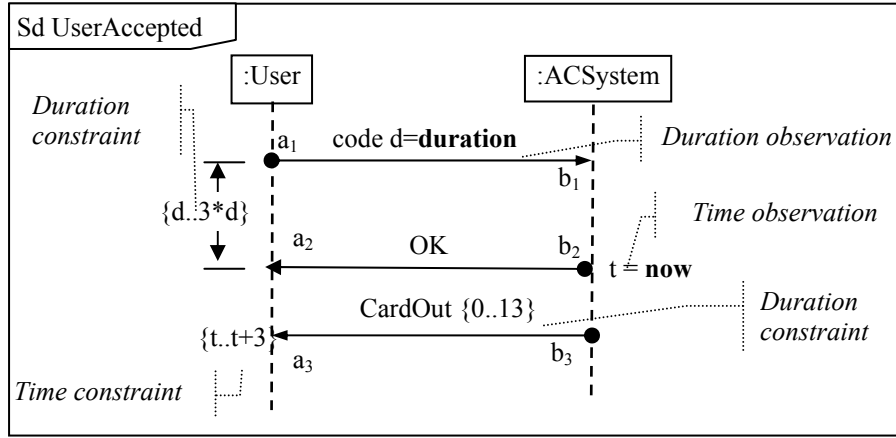 Sd UserAccepted
:User
:ACSystem
Duration
constraint
a1
code d=duration
Duration observation
b1
{d..3*d}
Time observation
a2
OK
b2
t = now
CardOut {0..13}
Duration
constraint
{t..t+3}
a3
b3
Time constraint